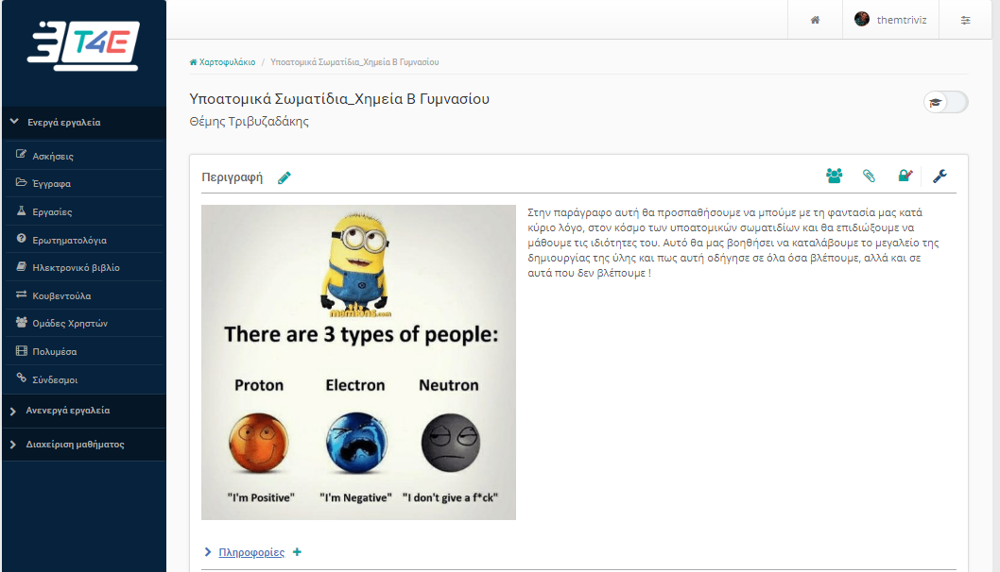 T4E
themtriviz
Χαρτοφυλάκιο / Υποατομικά Σωματίδια_Χημεία Β Γυμνασίου
Υποατομικά Σωματίδια_Χημεία Β Γυμνασίου
Θέμης Τριβυζαδάκης
Ενεργά εργαλεία
Ασκήσεις
Έγγραφα
Εργασίες
Ερωτηματολόγια
Ηλεκτρονικό βιβλίο
Κουβεντούλα
Ομάδες Χρηστών
Πολυμέσα
Σύνδεσμοι
Ανενεργά εργαλεία
Διαχείριση μαθήματος
Περιγραφή
There are 3 types of people:
Proton Electron Neutron
"I'm Positive" "I'm Negative" "I don't give a f*ck"
Στην παράγραφο αυτή θα προσπαθήσουμε να μπούμε με τη φαντασία μας κατά
κύριο λόγο, στον κόσμο των υποατομικών σωματιδίων και θα επιδιώξουμε να
μάθουμε τις ιδιότητες του. Αυτό θα μας βοηθήσει να καταλάβουμε το μεγαλείο της
δημιουργίας της ύλης και πως αυτή οδήγησε σε όλα όσα βλέπουμε, αλλά και σε
αυτά που δεν βλέπουμε !
Πληροφορίες